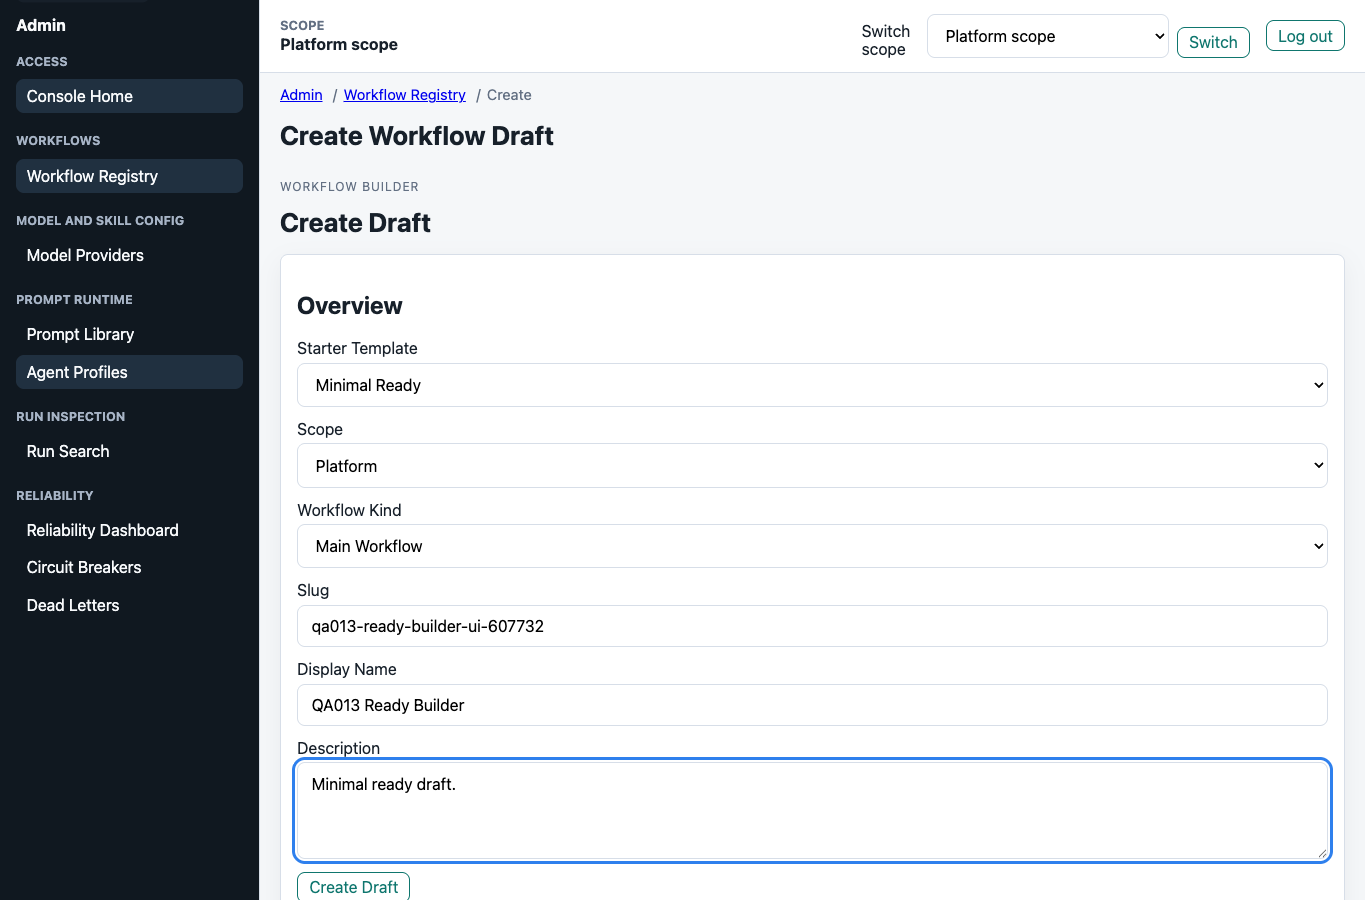 Admin
ACCESS
Console Home
WORKFLOWS
Workflow Registry
MODEL AND SKILL CONFIG
Model Providers
PROMPT RUNTIME
Prompt Library
Agent Profiles
RUN INSPECTION
Run Search
RELIABILITY
Reliability Dashboard
Circuit Breakers
Dead Letters
SCOPE
Platform scope
Switch scope
Platform scope
Switch
Log out
Admin / Workflow Registry / Create
Create Workflow Draft
WORKFLOW BUILDER
Create Draft
Overview
Starter Template
Minimal Ready
Scope
Platform
Workflow Kind
Main Workflow
Slug
qa013-ready-builder-ui-607732
Display Name
QA013 Ready Builder
Description
Minimal ready draft.
Create Draft